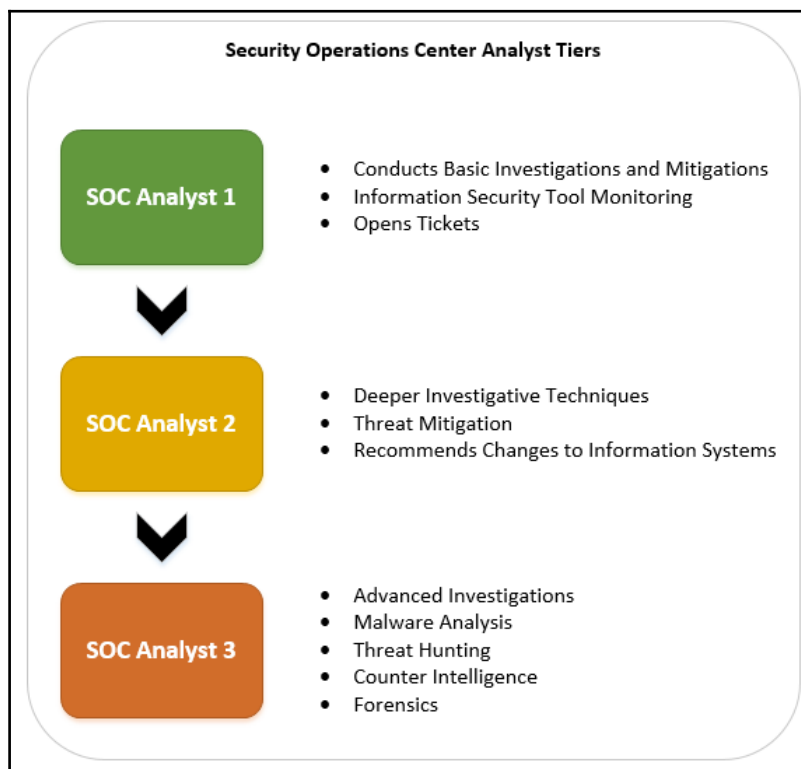 Security Operations Center Analyst Tiers
SOC Analyst 1
• Conducts Basic Investigations and Mitigations
• Information Security Tool Monitoring
• Opens Tickets
SOC Analyst 2
• Deeper Investigative Techniques
• Threat Mitigation
• Recommends Changes to Information Systems
SOC Analyst 3
• Advanced Investigations
• Malware Analysis
• Threat Hunting
• Counter Intelligence
• Forensics